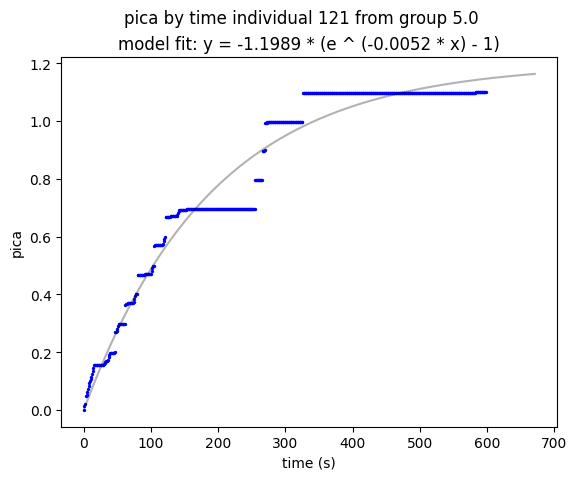 pica by time individual 121 from group 5.0
model fit: y = -1.1989 * (e ^ (-0.0052 * x) - 1)
1.2
1.0
0.8
0.6
0.4
0.2
0.0
pica
0 100 200 300 400 500 600 700
time (s)